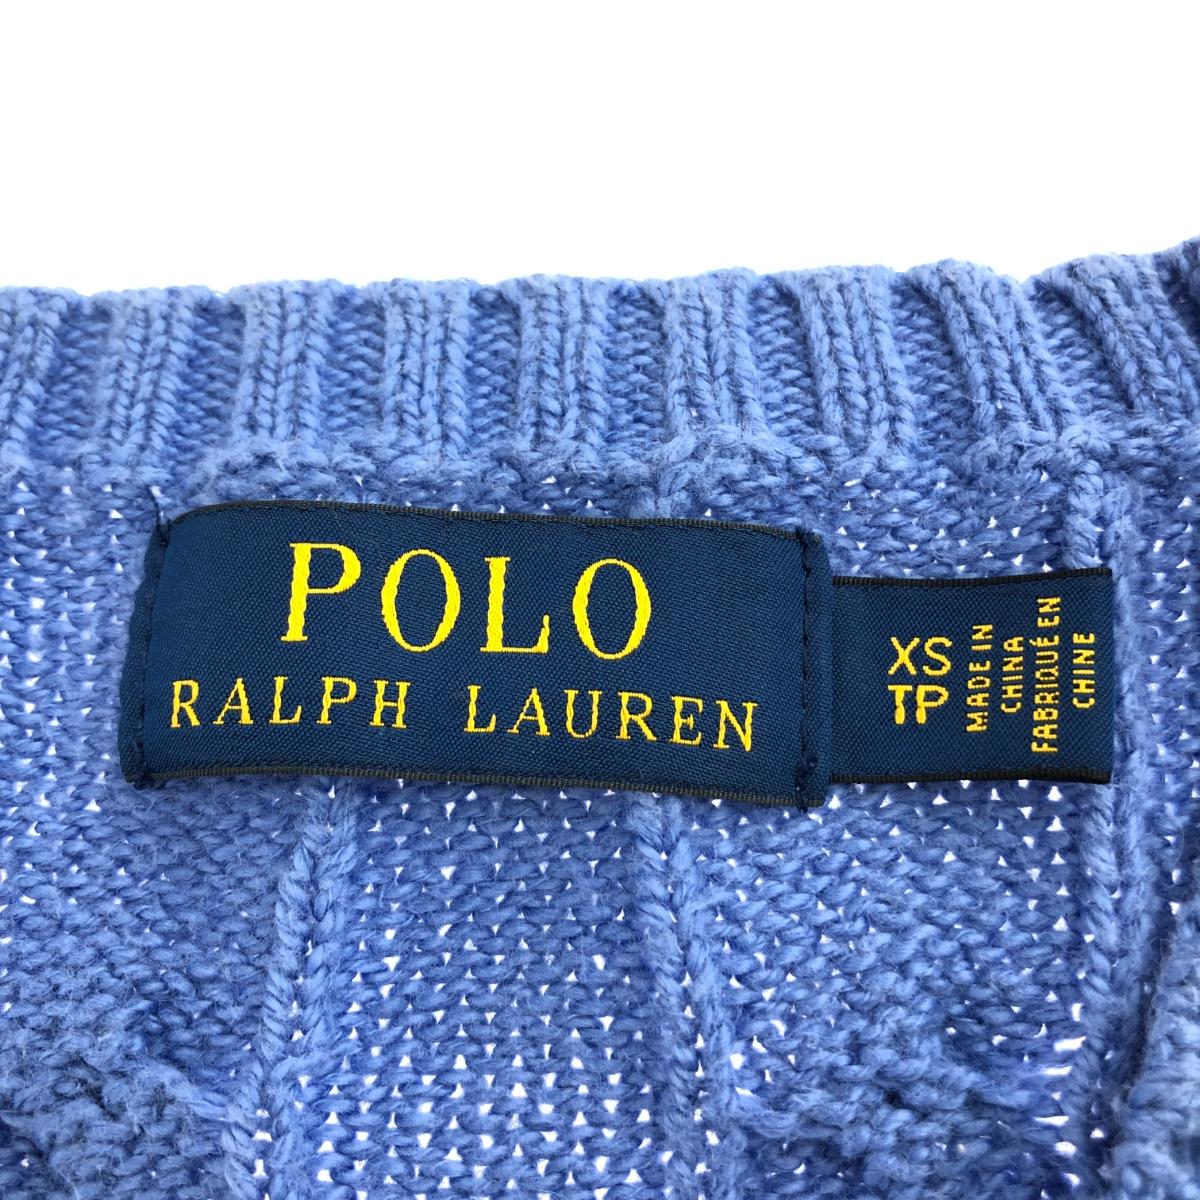 POLO
RALPH LAUREN
XS
TP
MADE IN
CHINA
FABRIQUÉ EN
CHINE